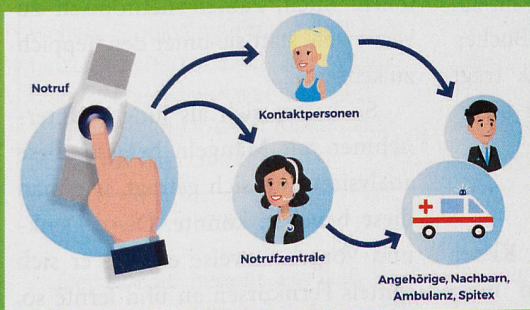 Notruf
Kontaktpersonen
Notrufzentrale
Angehörige, Nachbarn,
Ambulanz, Spitex